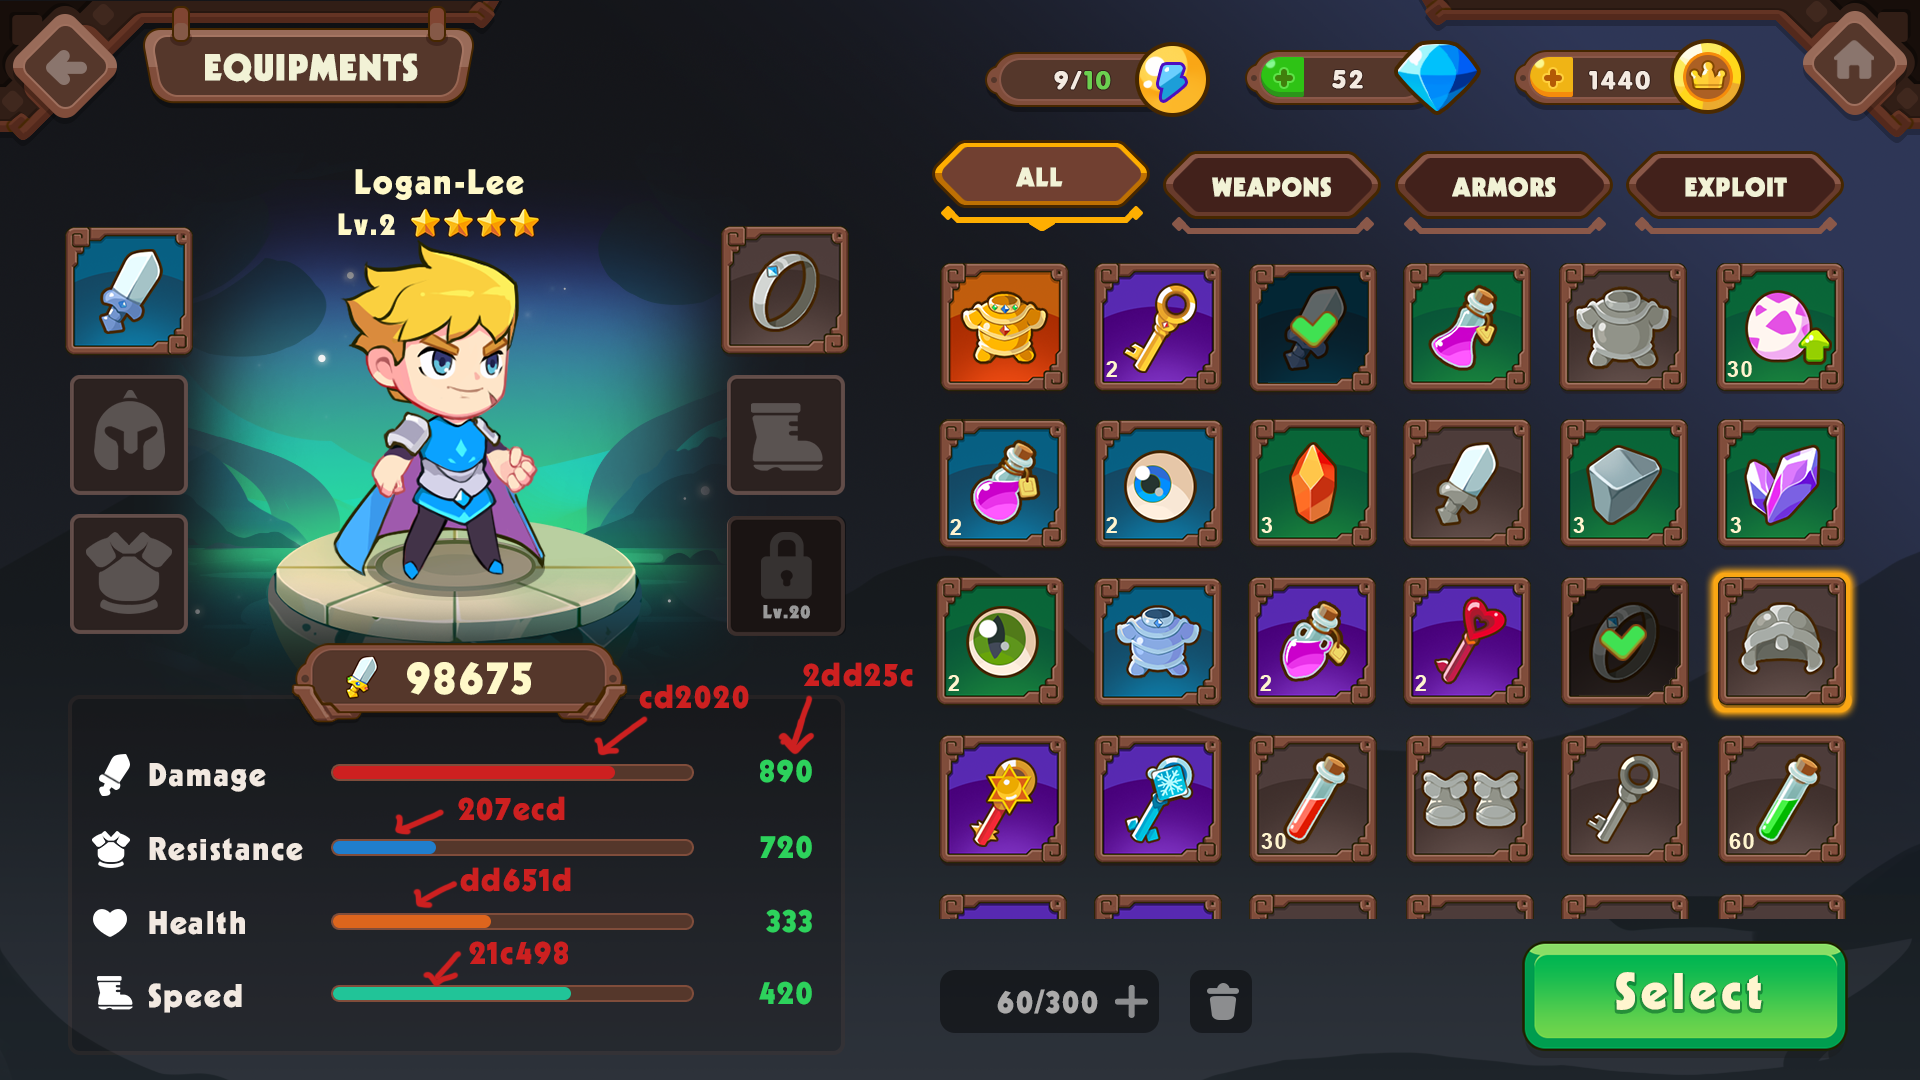 EQUIPMENTS
9/10
52
1440
Logan-Lee
Lv.2
ALL
WEAPONS
ARMORS
EXPLOIT
2
30
2
2
3
3
3
Lv.20
2
2
2
98675
2dd25c
cd2020
Damage
890
207ecd
Resistance
720
30
60
dd651d
Health
333
21c498
Speed
420
60/300
Select